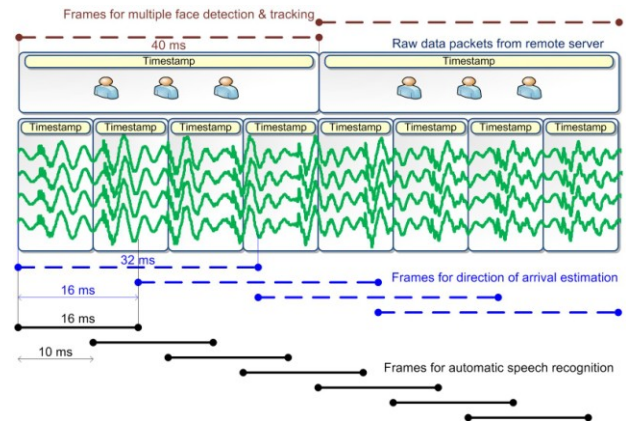 Frames for multiple face detection & tracking
40 ms
Raw data packets from remote server
Timestamp Timestamp
Timestamp Timestamp Timestamp Timestamp Timestamp Timestamp Timestamp Timestamp
32 ms
Frames for direction of arrival estimation
16 ms
16 ms
10 ms
Frames for automatic speech recognition